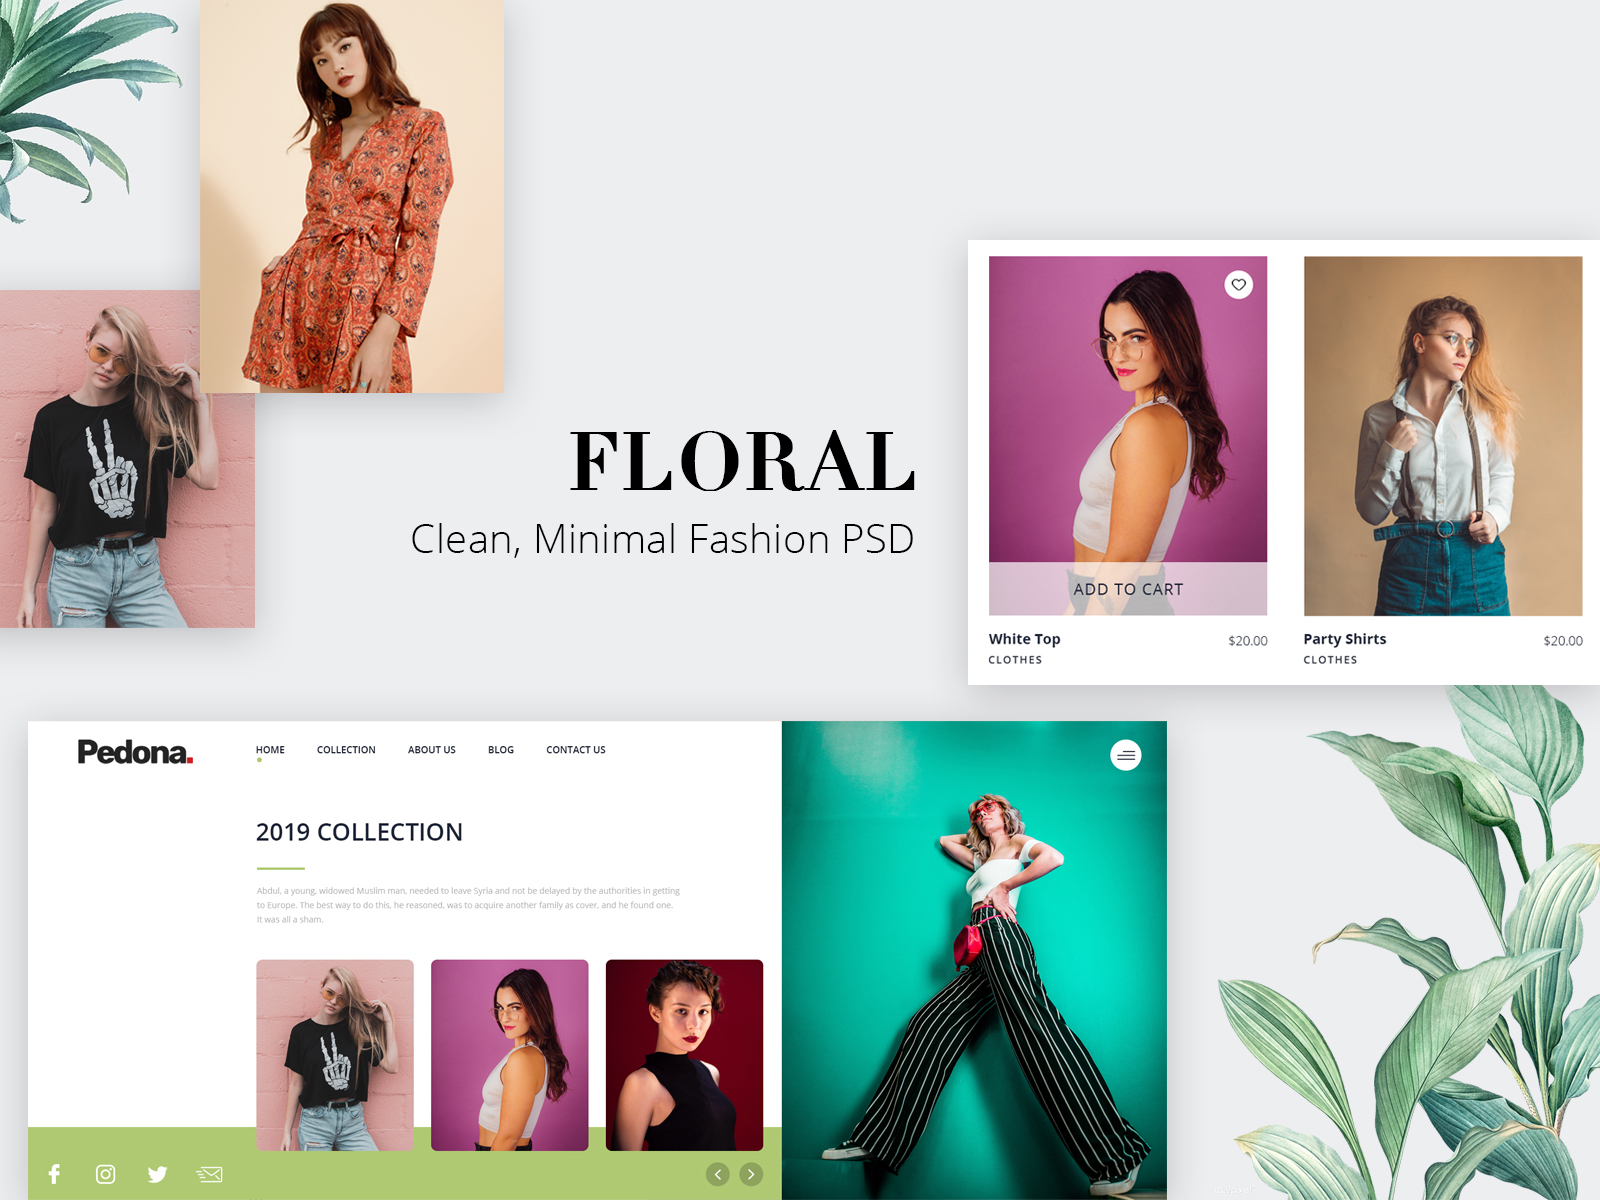 FLORAL
Clean, Minimal Fashion PSD
ADD TO CART
White Top $20.00
CLOTHES
Party Shirts $20.00
CLOTHES
Pedona.
HOME COLLECTION ABOUT US BLOG CONTACT US
2019 COLLECTION
Abdul, a young, widowed Muslim man, needed to leave Syria and not be delayed by the authorities in getting
to Europe. The best way to do this, he reasoned, was to acquire another family as cover, and he found one.
It was all a sham.